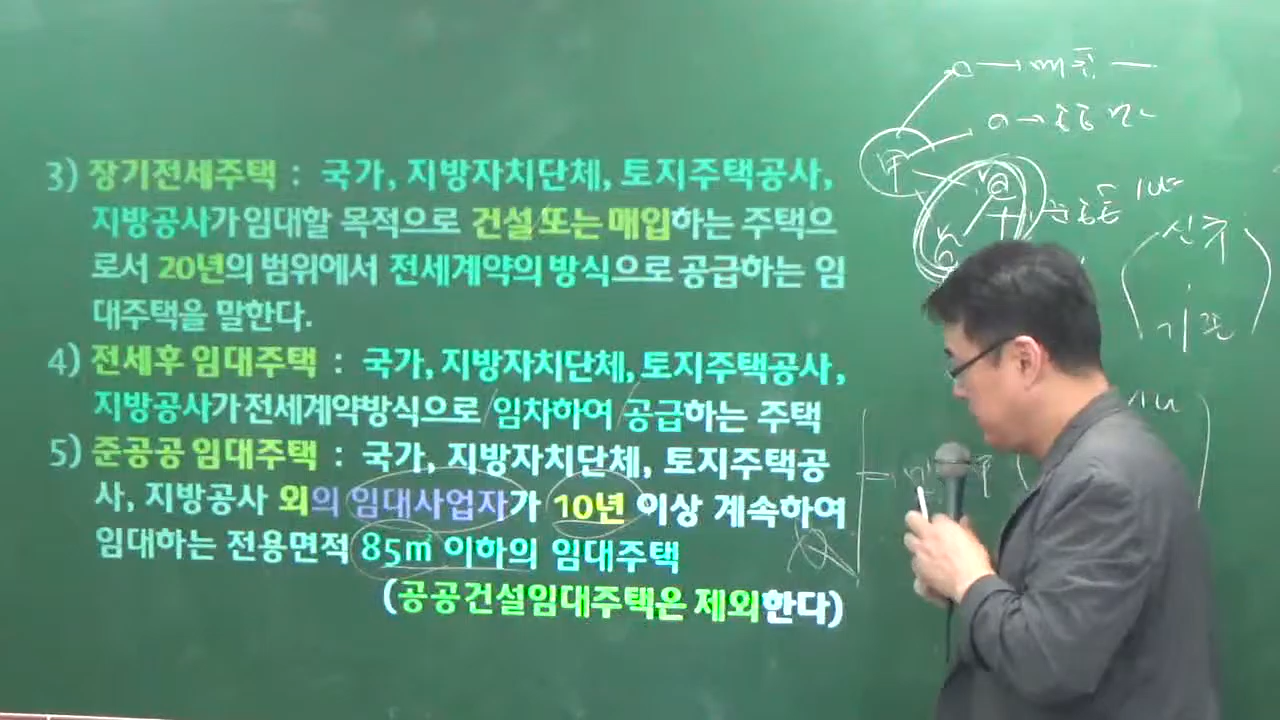 3) 장기전세주택 : 국가, 지방자치단체, 토지주택공사,
지방공사가 임대할 목적으로 건설 또는 매입하는 주택으
로서 20년의 범위에서 전세계약의 방식으로 공급하는 임
대주택을 말한다.
4) 전세후 임대주택 : 국가, 지방자치단체, 토지주택공사,
지방공사가 전세계약방식으로 임차하여 공급하는 주택
5) 준공공 임대주택 : 국가, 지방자치단체, 토지주택공
사, 지방공사 외의 임대사업자가 10년 이상 계속하여
임대하는 전용면적 85㎡ 이하의 임대주택
(공공건설임대주택은 제외한다)
甲
신규
기존